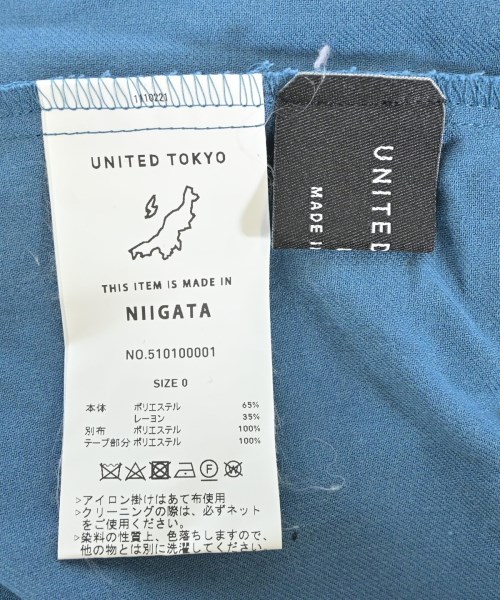 1X10221
UNITED TOKYO
THIS ITEM IS MADE IN
NIIGATA
NO.510100001
SIZE 0
本体 ポリエステル 65%
レーヨン 35%
別布 ポリエステル 100%
テープ部分 ポリエステル 100%
>アイロン掛けはあて布使用
>クリーニングの際は、必ずネット
をご使用ください。
>染料の性質上、色落ちしますので、
他の物とは別に洗濯してください。
UNITED
MADE IN